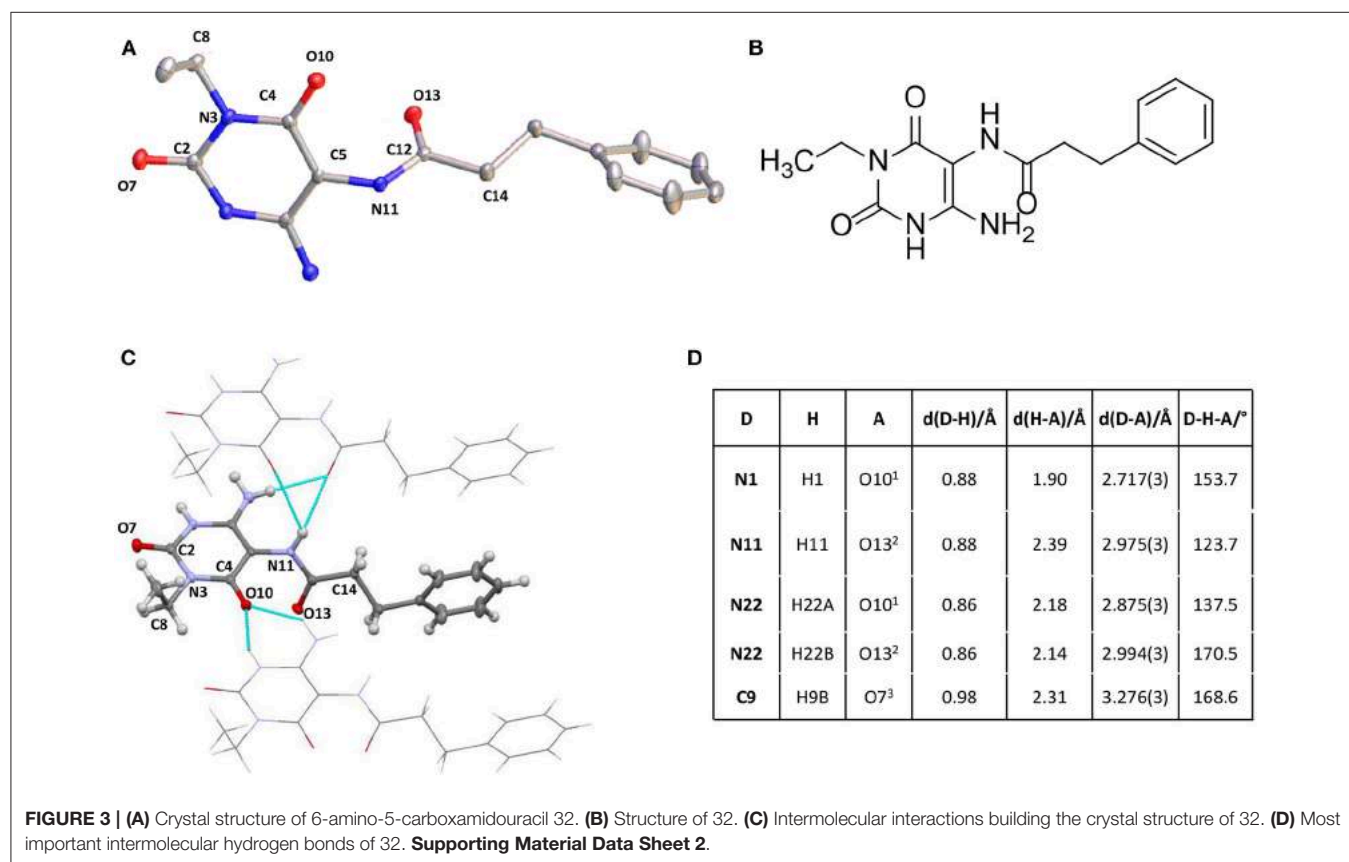 A
C8
O10
N3
C4
O13
C2
C5
C12
O7
N11
C14
B
O
NH
H₃C
N
O
O
N
H
NH₂
C
O7
C2
N3
C4
N11
C14
O10
O13
C8
D
D H A d(D-H)/Å d(H-A)/Å d(D-A)/Å D-H-A/°
N1 H1 O10¹ 0.88 1.90 2.717(3) 153.7
N11 H11 O13² 0.88 2.39 2.975(3) 123.7
N22 H22A O10¹ 0.86 2.18 2.875(3) 137.5
N22 H22B O13² 0.86 2.14 2.994(3) 170.5
C9 H9B O7³ 0.98 2.31 3.276(3) 168.6
FIGURE 3 | (A) Crystal structure of 6-amino-5-carboxamidouracil 32. (B) Structure of 32. (C) Intermolecular interactions building the crystal structure of 32. (D) Most
important intermolecular hydrogen bonds of 32. Supporting Material Data Sheet 2.